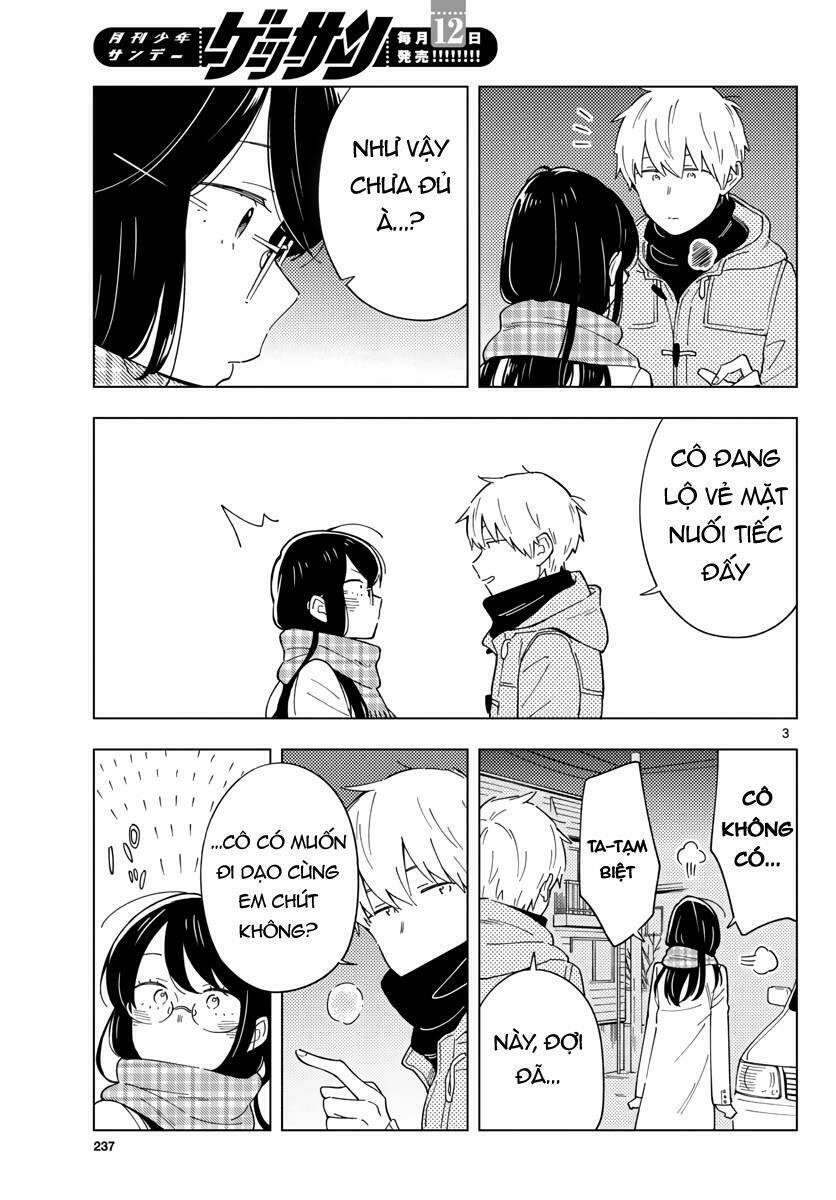 月刊少年
サンデー
ゲッサン
毎月12日
発売!!!!!!!!
NHƯ VẬY
CHƯA ĐỦ
À...?
CÔ ĐANG
LỘ VẺ MẶT
NUỐI TIẾC
ĐẤY
3
CÔ
KHÔNG
CÓ...
TA-TẠM
BIỆT
NÀY, ĐỢI
ĐÃ...
...CÔ CÓ MUỐN
ĐI DẠO CÙNG
EM CHÚT
KHÔNG?
237